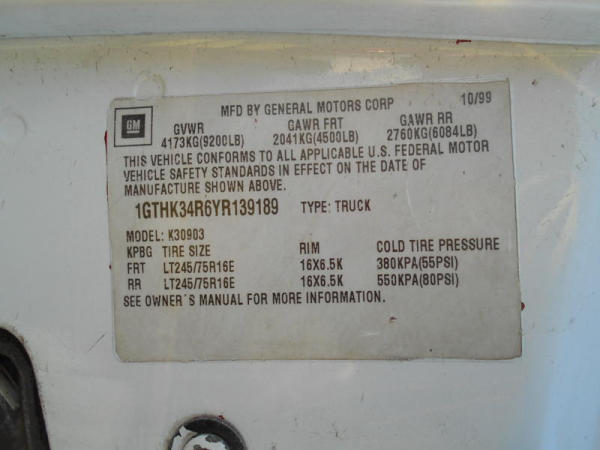 MFD BY GENERAL MOTORS CORP 10/99
GM
GVWR GAWR FRT GAWR RR
4173KG(9200LB) 2041KG(4500LB) 2760KG(6084LB)
THIS VEHICLE CONFORMS TO ALL APPLICABLE U.S. FEDERAL MOTOR
VEHICLE SAFETY STANDARDS IN EFFECT ON THE DATE OF
MANUFACTURE SHOWN ABOVE.
1GTHK34R6YR139189 TYPE: TRUCK
MODEL: K30903
KPBG TIRE SIZE RIM COLD TIRE PRESSURE
FRT LT245/75R16E 16X6.5K 380KPA(55PSI)
RR LT245/75R16E 16X6.5K 550KPA(80PSI)
SEE OWNER'S MANUAL FOR MORE INFORMATION.